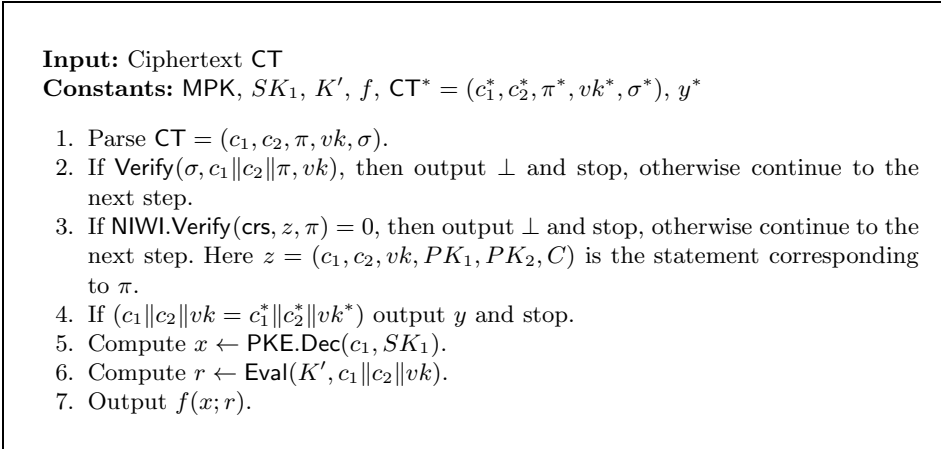 Input: Ciphertext CT
Constants: MPK, SK₁, K′, f, CT* = (c₁*, c₂*, π*, vk*, σ*), y*
1. Parse CT = (c₁, c₂, π, vk, σ).
2. If Verify(σ, c₁‖c₂‖π, vk), then output ⊥ and stop, otherwise continue to the
next step.
3. If NIWI.Verify(crs, z, π) = 0, then output ⊥ and stop, otherwise continue to the
next step. Here z = (c₁, c₂, vk, PK₁, PK₂, C) is the statement corresponding
to π.
4. If (c₁‖c₂‖vk = c₁*‖c₂*‖vk*) output y and stop.
5. Compute x ← PKE.Dec(c₁, SK₁).
6. Compute r ← Eval(K′, c₁‖c₂‖vk).
7. Output f(x; r).